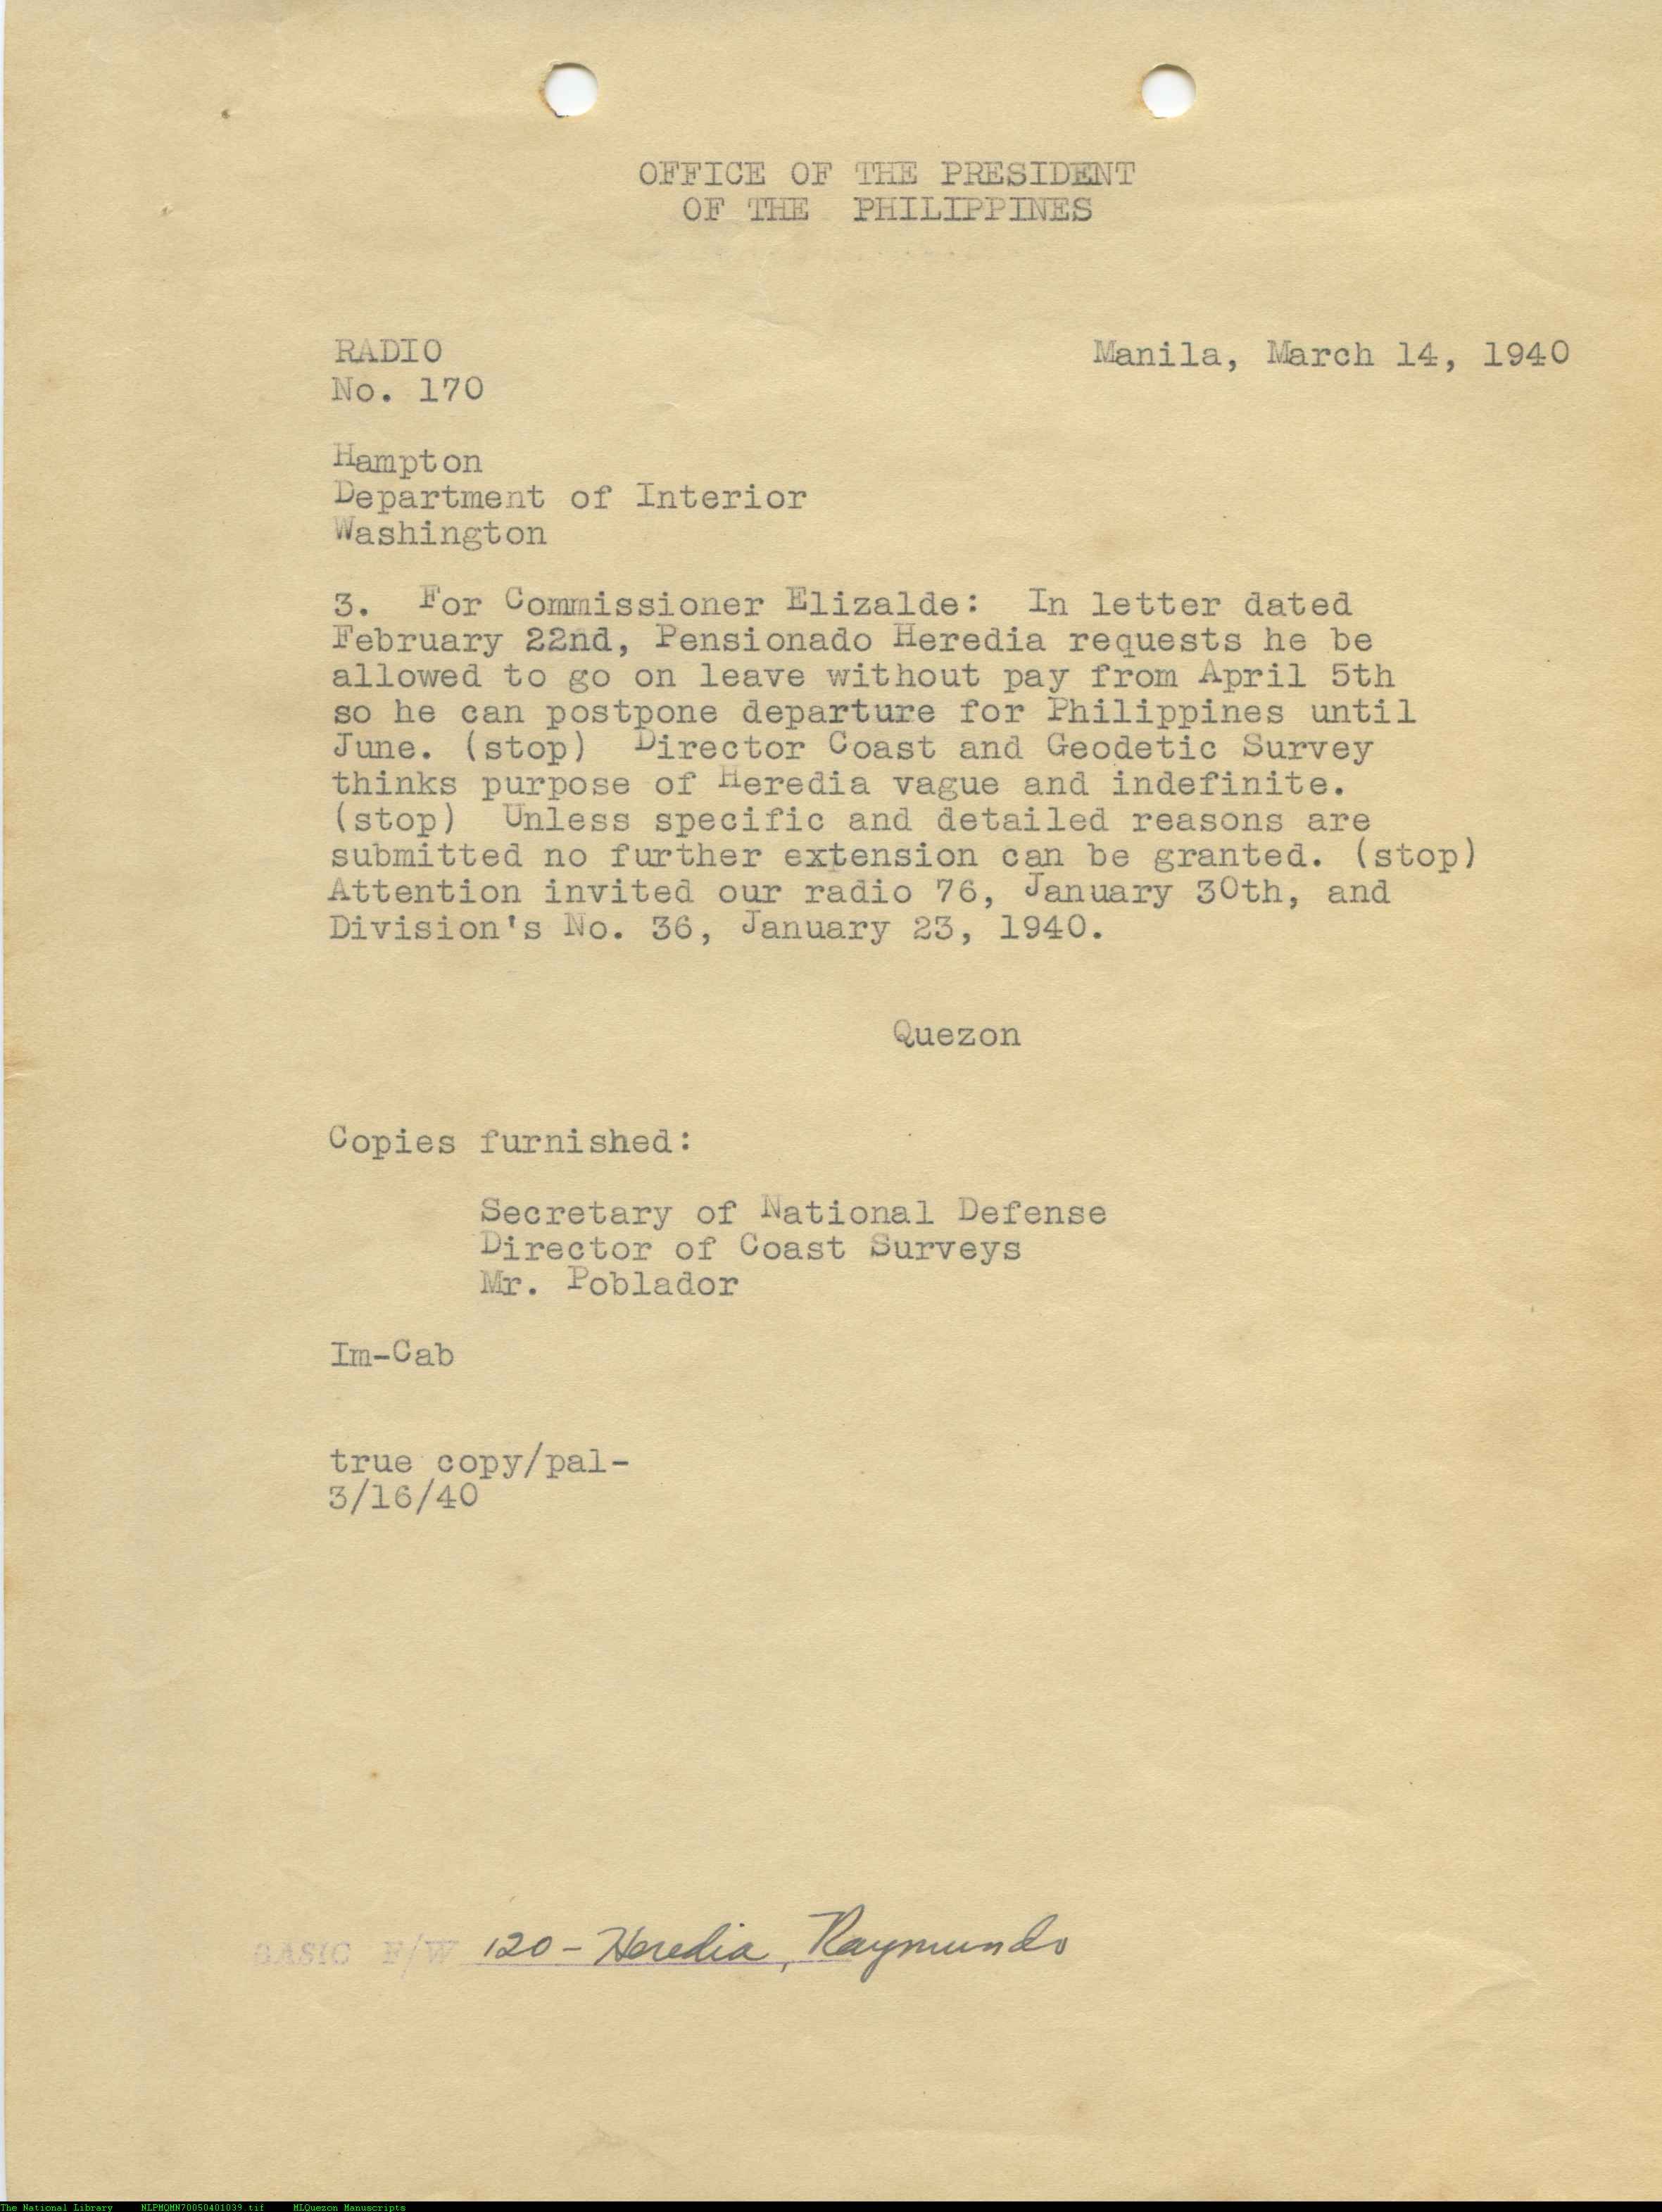 OFFICE OF THE PRESIDENT
OF THE PHILIPPINES
RADIO
No. 170
Manila, March 14, 1940
Hampton
Department of Interior
Washington
3. For Commissioner Elizalde: In letter dated
February 22nd, Pensionado Heredia requests he be
allowed to go on leave without pay from April 5th
so he can postpone departure for Philippines until
June. (stop) Director Coast and Geodetic Survey
thinks purpose of Heredia vague and indefinite.
(stop) Unless specific and detailed reasons are
submitted no further extension can be granted. (stop)
Attention invited our radio 76, January 30th, and
Division's No. 36, January 23, 1940.
Quezon
Copies furnished:
Secretary of National Defense
Director of Coast Surveys
Mr. Poblador
Im-Cab
true copy/pal-
3/16/40
BASIC F/W 120 - Heredia, Raymundo
The National Library NLPMQMN70050401039.tif MLQuezon Manuscripts